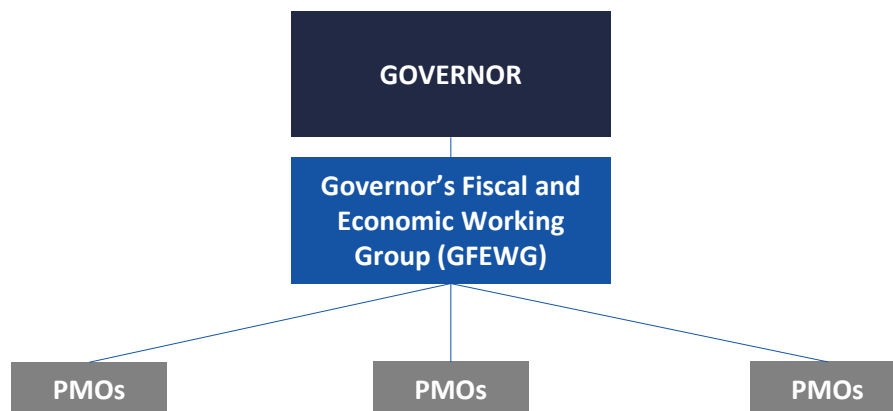 GOVERNOR
Governor’s Fiscal and
Economic Working
Group (GFEWG)
PMOs
PMOs
PMOs